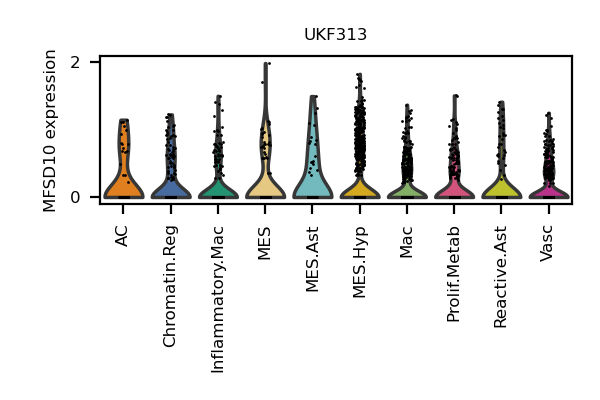 UKF313
MFSD10 expression
2
0
AC
Chromatin.Reg
Inflammatory.Mac
MES
MES.Ast
MES.Hyp
Mac
Prolif.Metab
Reactive.Ast
Vasc